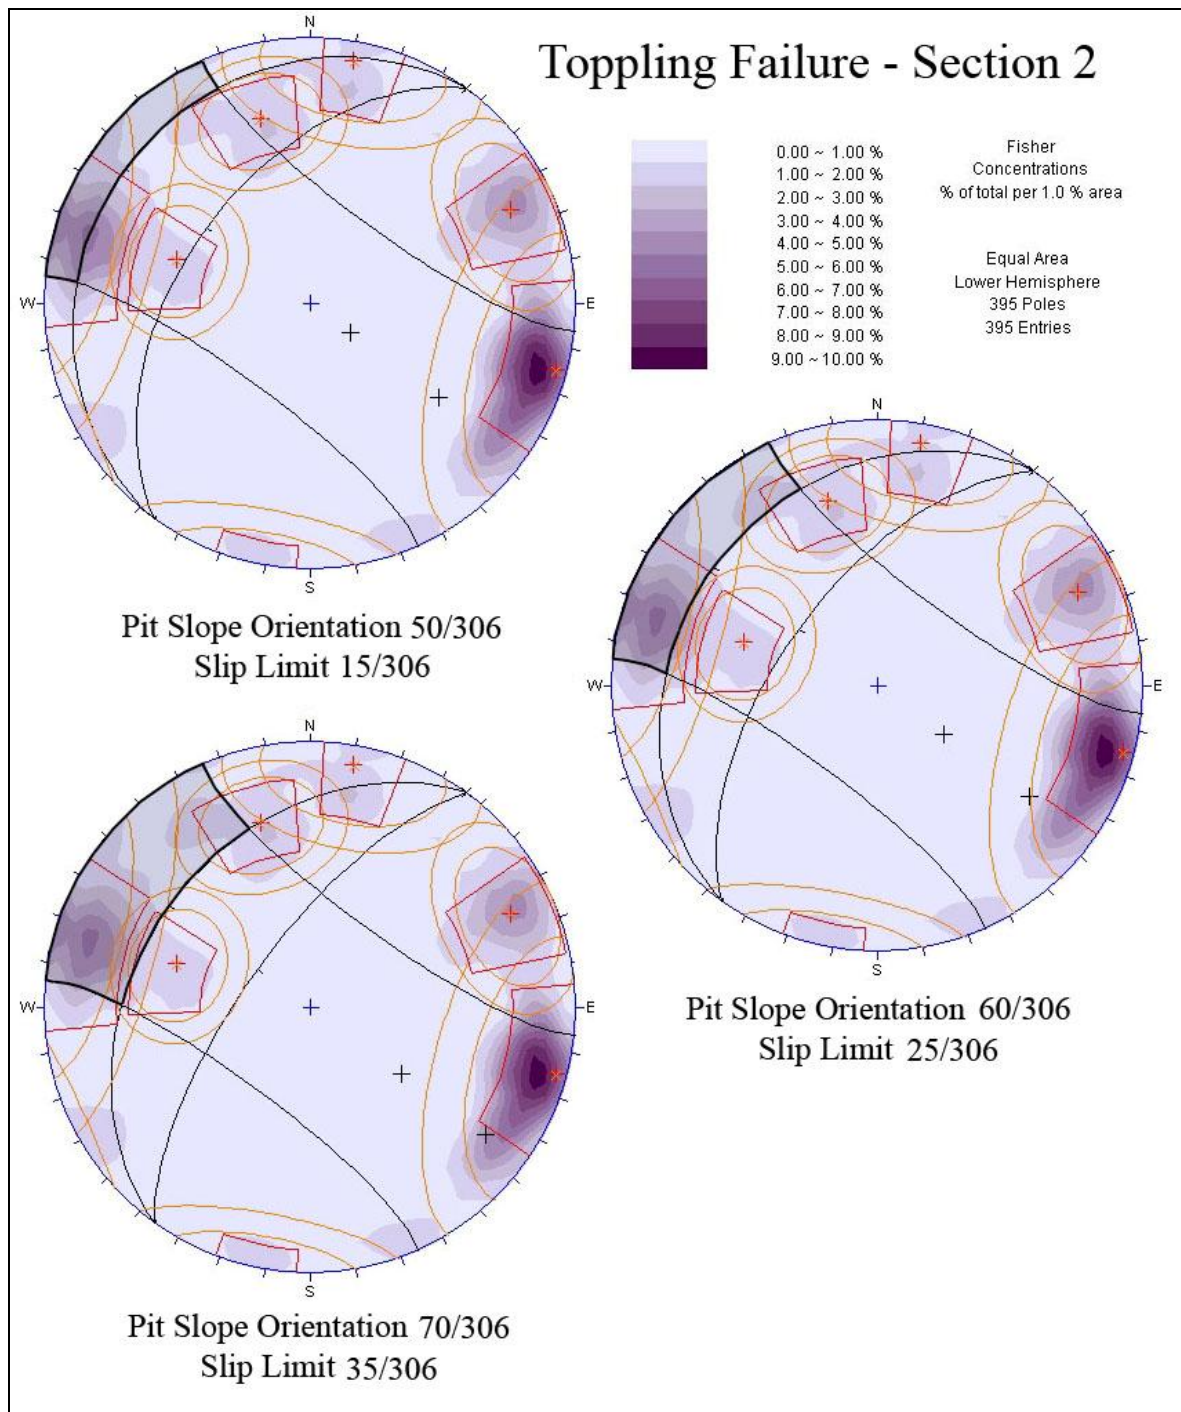 Toppling Failure - Section 2
N
W
E
S
0.00 ~ 1.00 %
1.00 ~ 2.00 %
2.00 ~ 3.00 %
3.00 ~ 4.00 %
4.00 ~ 5.00 %
5.00 ~ 6.00 %
6.00 ~ 7.00 %
7.00 ~ 8.00 %
8.00 ~ 9.00 %
9.00 ~ 10.00 %
Fisher
Concentrations
% of total per 1.0 % area
Equal Area
Lower Hemisphere
395 Poles
395 Entries
Pit Slope Orientation 50/306
Slip Limit 15/306
N
W
E
S
Pit Slope Orientation 60/306
Slip Limit 25/306
N
W
E
S
Pit Slope Orientation 70/306
Slip Limit 35/306